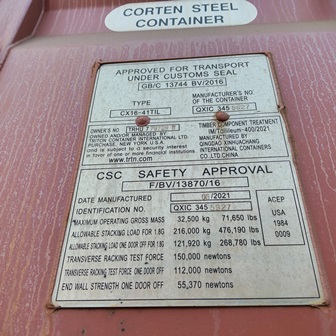 CORTEN STEEL
CONTAINER
APPROVED FOR TRANSPORT
UNDER CUSTOMS SEAL
GB/C 13744 BV/2016
TYPE
MANUFACTURER'S NO.
OF THE CONTAINER
CX16-41TIL
QXIC 345
OWNER'S NO
TRHU
OWNED AND/OR MANAGED BY
TRITON INTERNATIONAL LTD.
PURCHASE, NEW YORK U.S.A.
and is subject to a security interest in
favor of one or more financial institutions
www.trtn.com
TIMBER COMPONENT TREATMENT
IM/Tailileum-400/2021
MANUFACTURED BY
QINGDAO XINHUACHANG
INTERNATIONAL CONTAINERS
CO LTD CHINA
CSC SAFETY APPROVAL
F/BV/13870/16
DATE MANUFACTURED /2021
IDENTIFICATION NO. QXIC 345
MAXIMUM OPERATING GROSS MASS 32,500 kg 71,650 lbs
ALLOWABLE STACKING LOAD FOR 1.8G 216,000 kg 476,190 lbs
ALLOWABLE STACKING LOAD ONE DOOR OFF FOR 1.8G 121,920 kg 268,780 lbs
TRANSVERSE RACKING TEST FORCE 150,000 newtons
TRANSVERSE RACKING TEST FORCE ONE DOOR OFF 112,000 newtons
END WALL STRENGTH ONE DOOR OFF 55,370 newtons
ACEP
USA
1984
0009